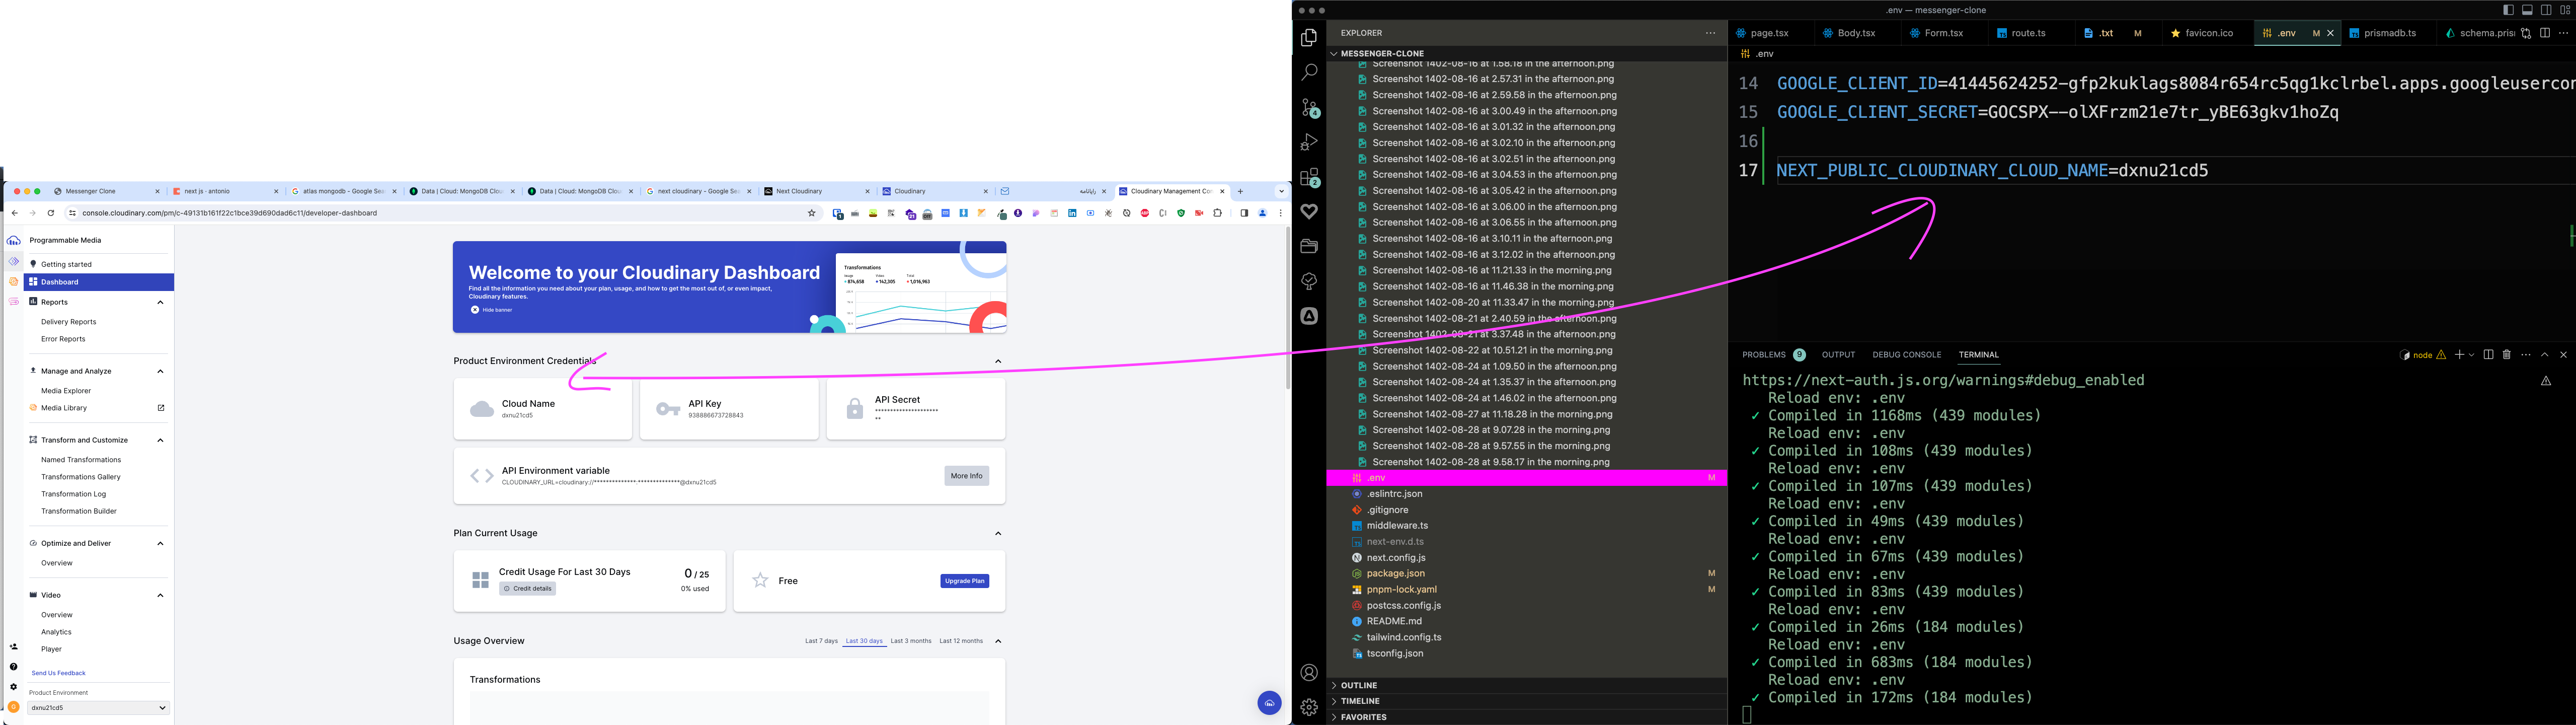 Messenger Clone
next js - antonio
atlas mongodb - Google Sea
Data | Cloud: MongoDB Clou
Data | Cloud: MongoDB Clou
next cloudinary - Google Sea
Next Cloudinary
Cloudinary
رایانامه
Cloudinary Management Con
console.cloudinary.com/pm/c-49131b161f22c1bce39d690dad6c11/developer-dashboard
Programmable Media
Getting started
Dashboard
Reports
Delivery Reports
Error Reports
Manage and Analyze
Media Explorer
Media Library
Transform and Customize
Named Transformations
Transformations Gallery
Transformation Log
Transformation Builder
Optimize and Deliver
Overview
Video
Overview
Analytics
Player
Send Us Feedback
Product Environment
dxnu21cd5
Welcome to your Cloudinary Dashboard
Find all the information you need about your plan, usage, and how to get the most out of, or even impact,
Cloudinary features.
Hide banner
Transformations
Image Video Total
874,658 142,305 1,016,963
Product Environment Credentials
Cloud Name
dxnu21cd5
API Key
938886673728843
API Secret
*********************
**
API Environment variable
CLOUDINARY_URL=cloudinary://**************:**************@dxnu21cd5
More Info
Plan Current Usage
Credit Usage For Last 30 Days
Credit details
0 / 25
0% used
Free
Upgrade Plan
Usage Overview
Last 7 days Last 30 days Last 3 months Last 12 months
Transformations
.env — messenger-clone
EXPLORER
MESSENGER-CLONE
Screenshot 1402-08-16 at 1.58.18 in the afternoon.png
Screenshot 1402-08-16 at 2.57.31 in the afternoon.png
Screenshot 1402-08-16 at 2.59.58 in the afternoon.png
Screenshot 1402-08-16 at 3.00.49 in the afternoon.png
Screenshot 1402-08-16 at 3.01.32 in the afternoon.png
Screenshot 1402-08-16 at 3.02.10 in the afternoon.png
Screenshot 1402-08-16 at 3.02.51 in the afternoon.png
Screenshot 1402-08-16 at 3.04.53 in the afternoon.png
Screenshot 1402-08-16 at 3.05.42 in the afternoon.png
Screenshot 1402-08-16 at 3.06.00 in the afternoon.png
Screenshot 1402-08-16 at 3.06.55 in the afternoon.png
Screenshot 1402-08-16 at 3.10.11 in the afternoon.png
Screenshot 1402-08-16 at 3.12.02 in the afternoon.png
Screenshot 1402-08-16 at 11.21.33 in the morning.png
Screenshot 1402-08-16 at 11.46.38 in the morning.png
Screenshot 1402-08-20 at 11.33.47 in the morning.png
Screenshot 1402-08-21 at 2.40.59 in the afternoon.png
Screenshot 1402-08-21 at 3.37.48 in the afternoon.png
Screenshot 1402-08-22 at 10.51.21 in the morning.png
Screenshot 1402-08-24 at 1.09.50 in the afternoon.png
Screenshot 1402-08-24 at 1.35.37 in the afternoon.png
Screenshot 1402-08-24 at 1.46.02 in the afternoon.png
Screenshot 1402-08-27 at 11.18.28 in the morning.png
Screenshot 1402-08-28 at 9.07.28 in the morning.png
Screenshot 1402-08-28 at 9.57.55 in the morning.png
Screenshot 1402-08-28 at 9.58.17 in the morning.png
.env M
.eslintrc.json
.gitignore
middleware.ts
next-env.d.ts
next.config.js
package.json M
pnpm-lock.yaml M
postcss.config.js
README.md
tailwind.config.ts
tsconfig.json
OUTLINE
TIMELINE
FAVORITES
page.tsx Body.tsx Form.tsx route.ts .txt M favicon.ico .env M prismadb.ts schema.pris
.env
14 GOOGLE_CLIENT_ID=41445624252-gfp2kuklags8084r654rc5qg1kclrbel.apps.googleusercon
15 GOOGLE_CLIENT_SECRET=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
16
17 NEXT_PUBLIC_CLOUDINARY_CLOUD_NAME=dxnu21cd5
PROBLEMS 9 OUTPUT DEBUG CONSOLE TERMINAL node
https://next-auth.js.org/warnings#debug_enabled
Reload env: .env
✓ Compiled in 1168ms (439 modules)
Reload env: .env
✓ Compiled in 108ms (439 modules)
Reload env: .env
✓ Compiled in 107ms (439 modules)
Reload env: .env
✓ Compiled in 49ms (439 modules)
Reload env: .env
✓ Compiled in 67ms (439 modules)
Reload env: .env
✓ Compiled in 83ms (439 modules)
Reload env: .env
✓ Compiled in 26ms (184 modules)
Reload env: .env
✓ Compiled in 683ms (184 modules)
Reload env: .env
✓ Compiled in 172ms (184 modules)